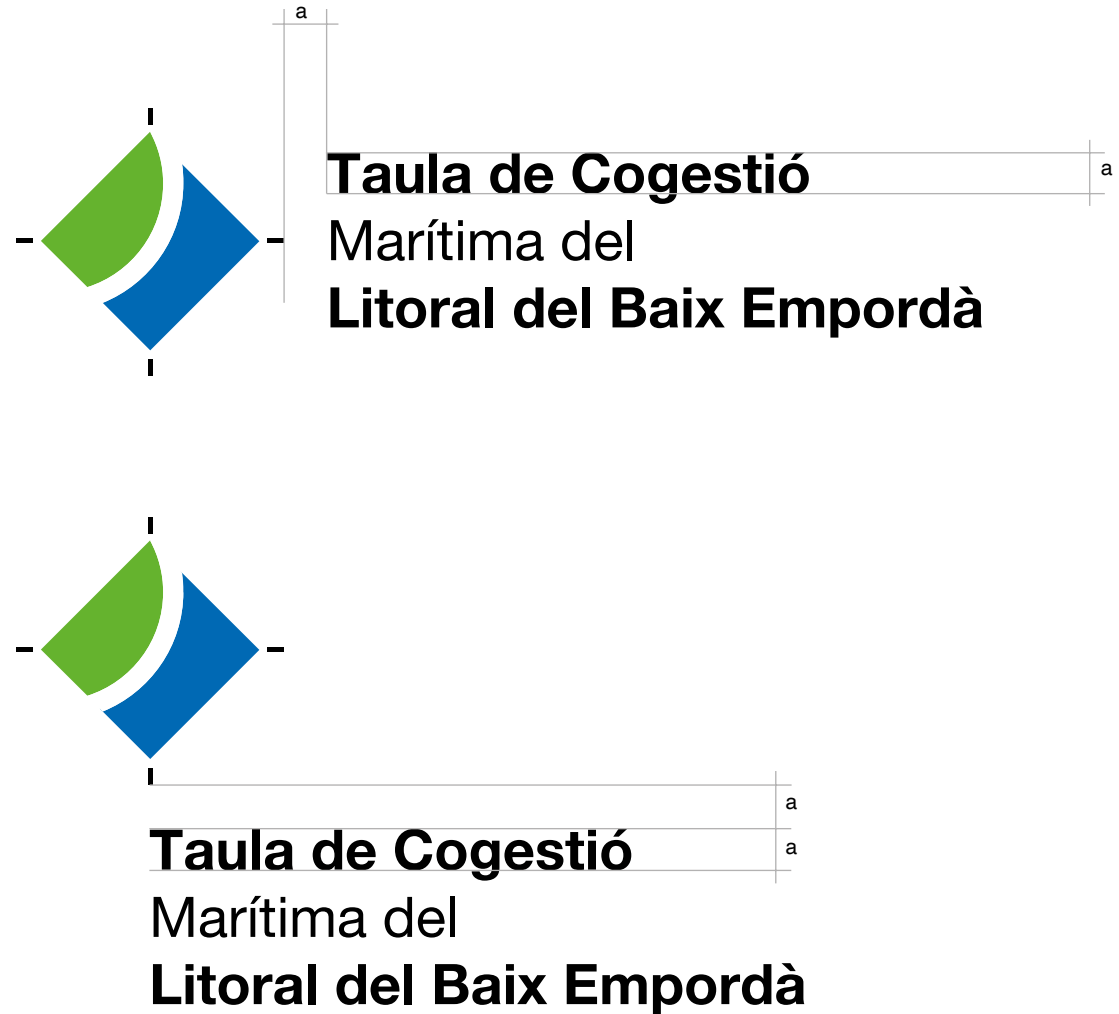 a
Taula de Cogestió
a
Marítima del
Litoral del Baix Empordà
a
Taula de Cogestió
a
Marítima del
Litoral del Baix Empordà